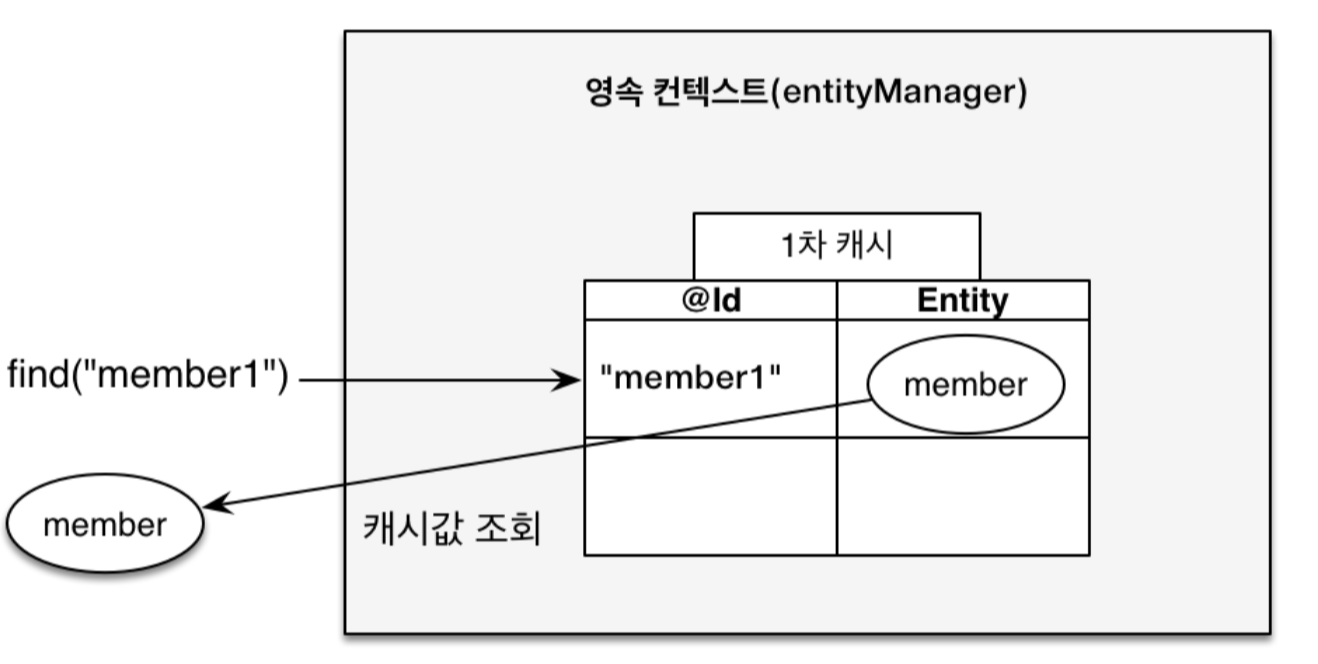 영속 컨텍스트(entityManager)
1차 캐시
@Id Entity
find("member1") "member1" member
member
캐시값 조회